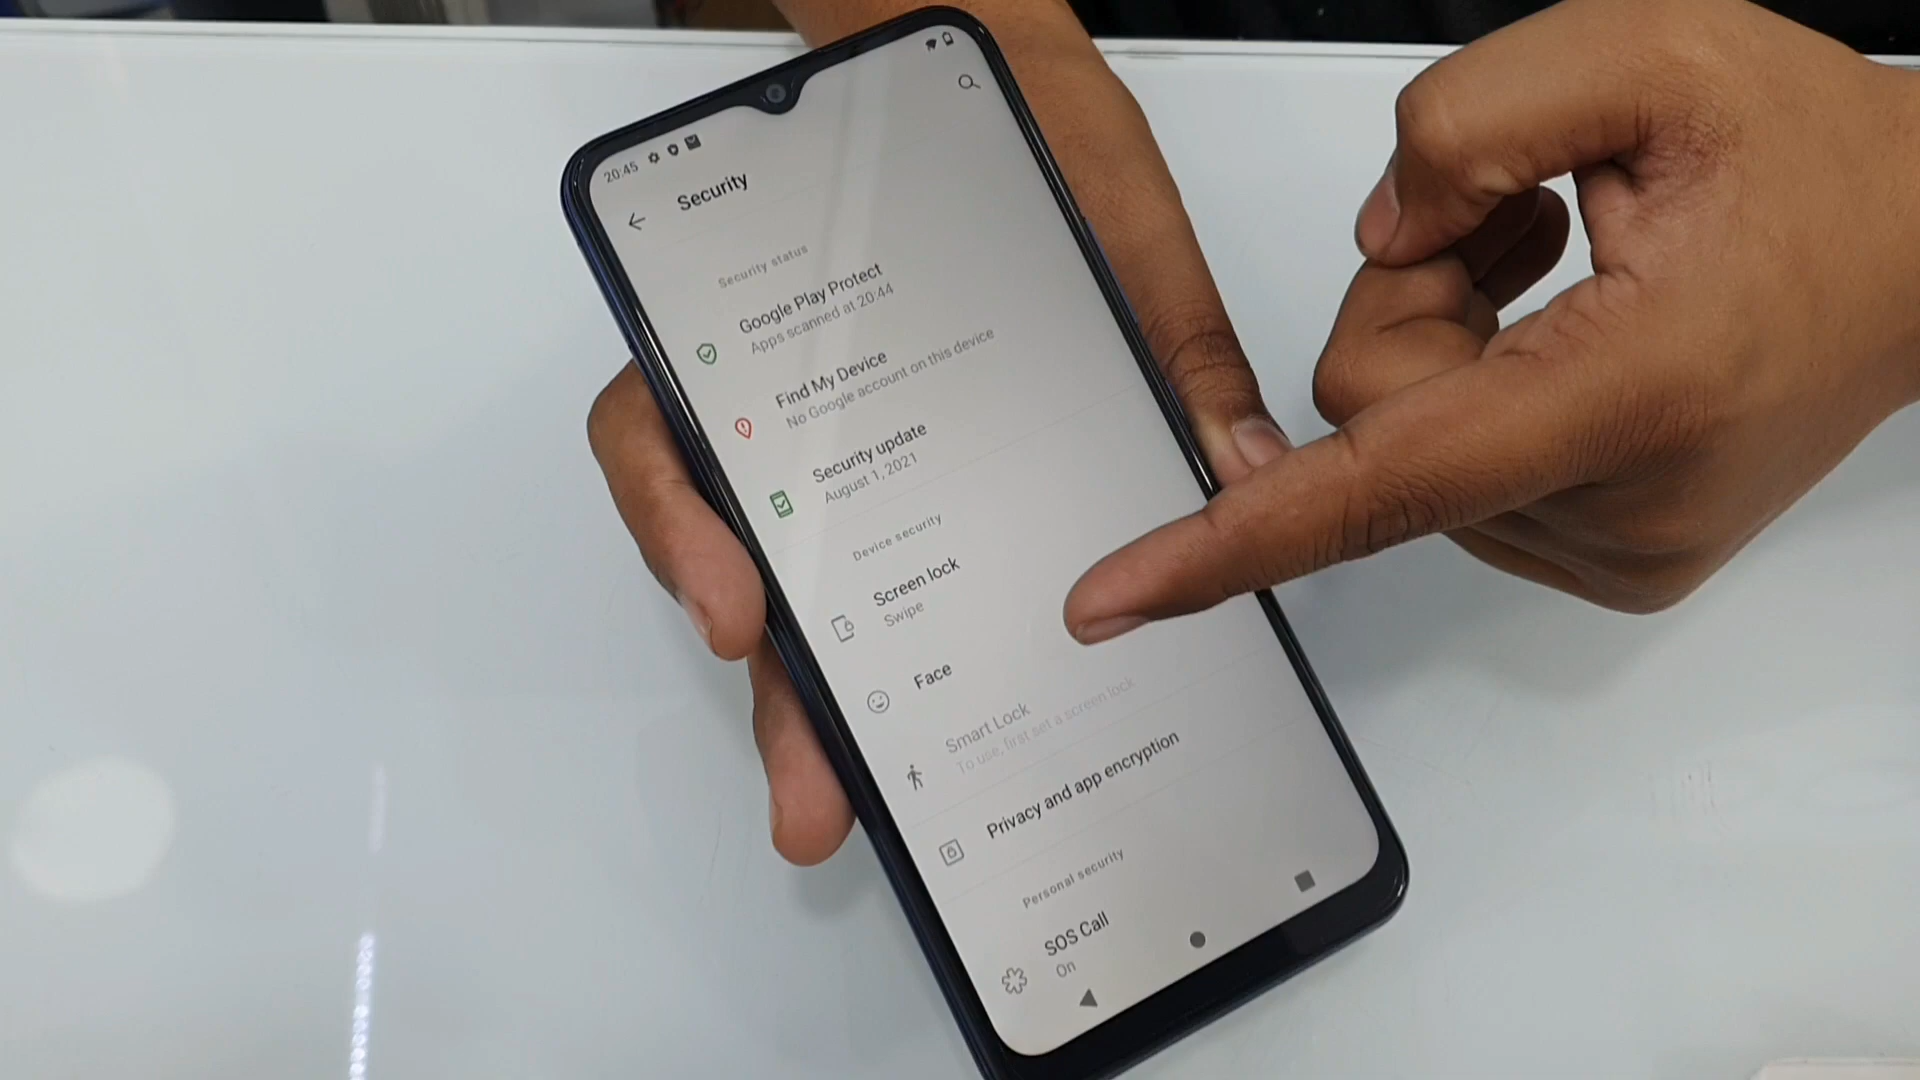 20:45
Security
Security status
Google Play Protect
Apps scanned at 20:44
Find My Device
No Google account on this device
Security update
August 1, 2021
Device security
Screen lock
Swipe
Face
Smart Lock
To use, first set a screen lock
Privacy and app encryption
Personal security
SOS Call
On